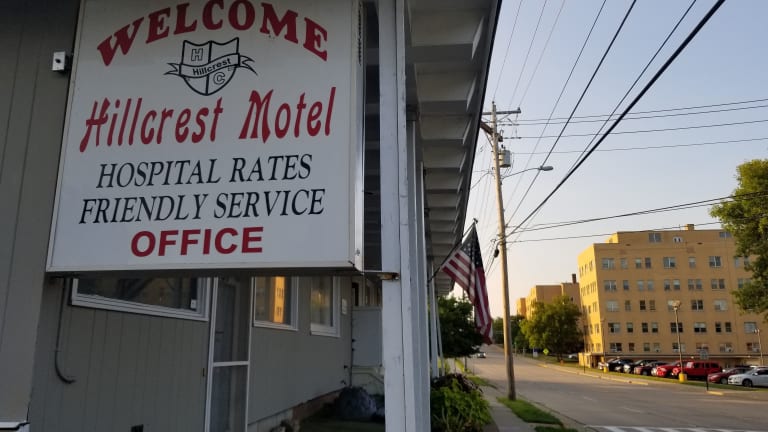 WELCOME
H
Hillcrest
C
Hillcrest Motel
HOSPITAL RATES
FRIENDLY SERVICE
OFFICE